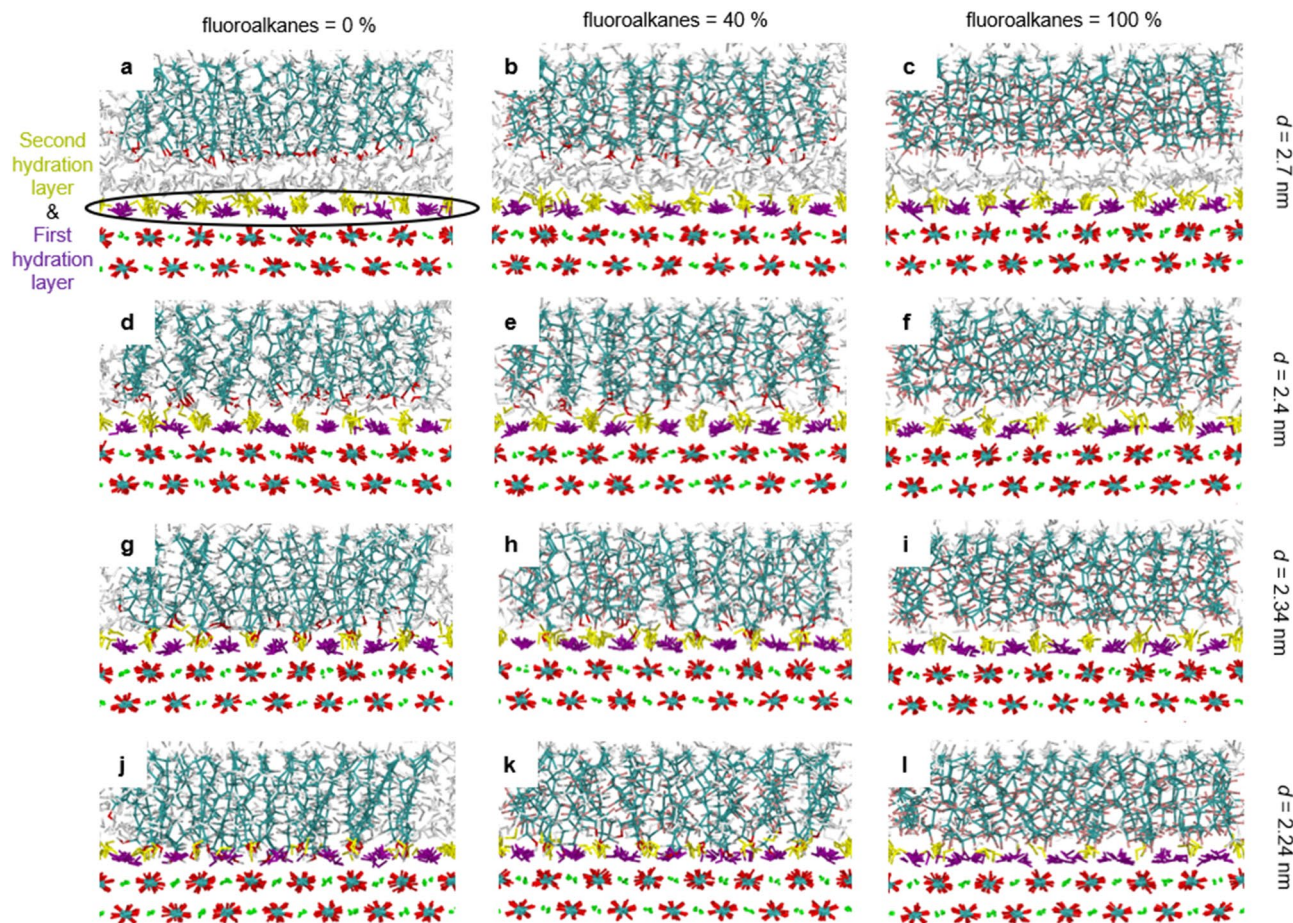 fluoroalkanes = 0 %
fluoroalkanes = 40 %
fluoroalkanes = 100 %
a
b
c
d = 2.7 nm
Second
hydration
layer
&
First
hydration
layer
d
e
f
d = 2.4 nm
g
h
i
d = 2.34 nm
j
k
l
d = 2.24 nm